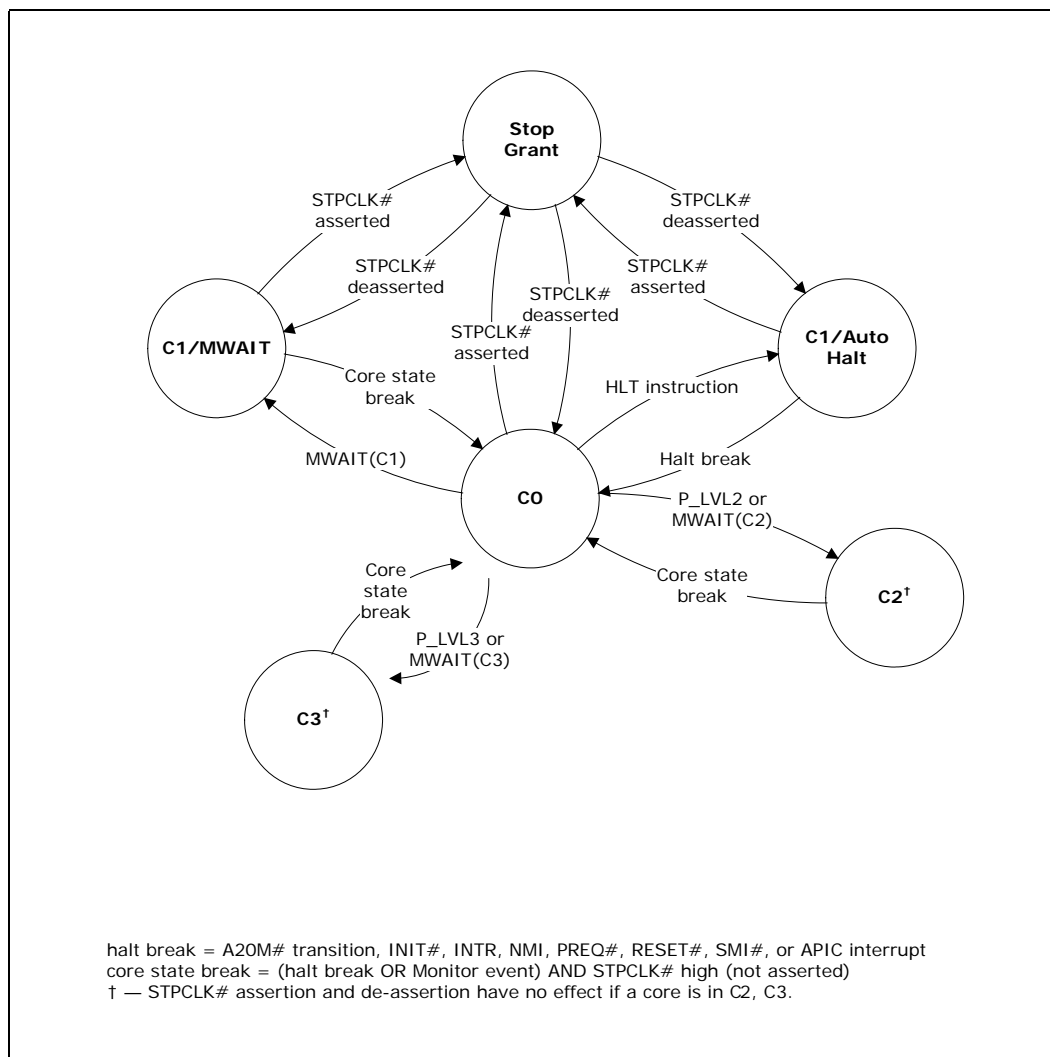 Stop
Grant
STPCLK#
asserted
STPCLK#
deasserted
STPCLK#
deasserted
STPCLK#
asserted
STPCLK#
deasserted
STPCLK#
asserted
C1/MWAIT
C1/Auto
Halt
Core state
break
HLT instruction
MWAIT(C1)
Halt break
C0
P_LVL2 or
MWAIT(C2)
Core
state
break
Core state
break
C2†
P_LVL3 or
MWAIT(C3)
C3†
halt break = A20M# transition, INIT#, INTR, NMI, PREQ#, RESET#, SMI#, or APIC interrupt
core state break = (halt break OR Monitor event) AND STPCLK# high (not asserted)
† — STPCLK# assertion and de-assertion have no effect if a core is in C2, C3.